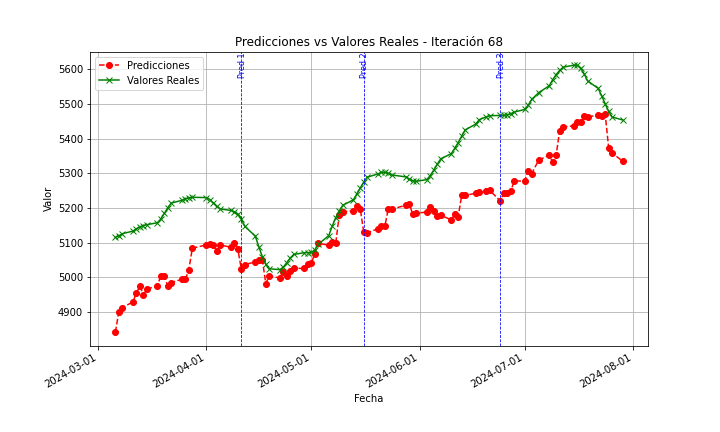 Predicciones vs Valores Reales - Iteración 68
Predicciones
Valores Reales
Pred 1
Pred 2
Pred 3
Valor
5600
5500
5400
5300
5200
5100
5000
4900
2024-03-01
2024-04-01
2024-05-01
2024-06-01
2024-07-01
2024-08-01
Fecha